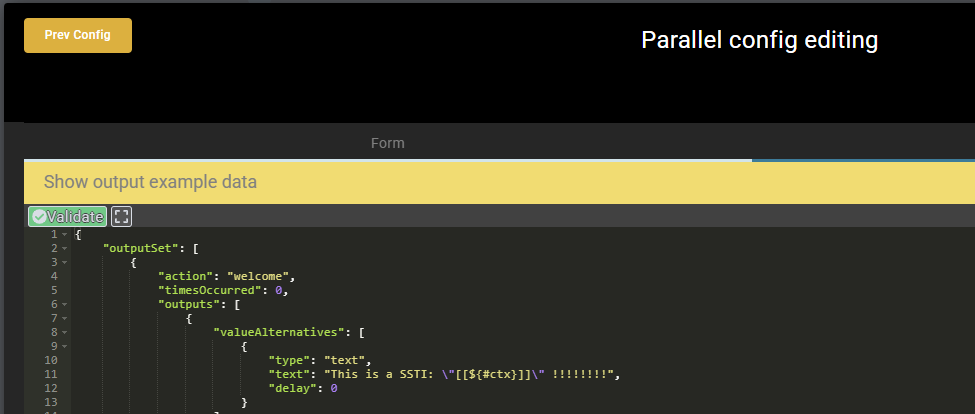 Prev Config
Parallel config editing
Form
Show output example data
Validate
1 {
2 "outputSet": [
3 {
4 "action": "welcome",
5 "timesOccurred": 0,
6 "outputs": [
7 {
8 "valueAlternatives": [
9 {
10 "type": "text",
11 "text": "This is a SSTI: \"[[${#ctx}]]\" !!!!!!!!",
12 "delay": 0
13 }